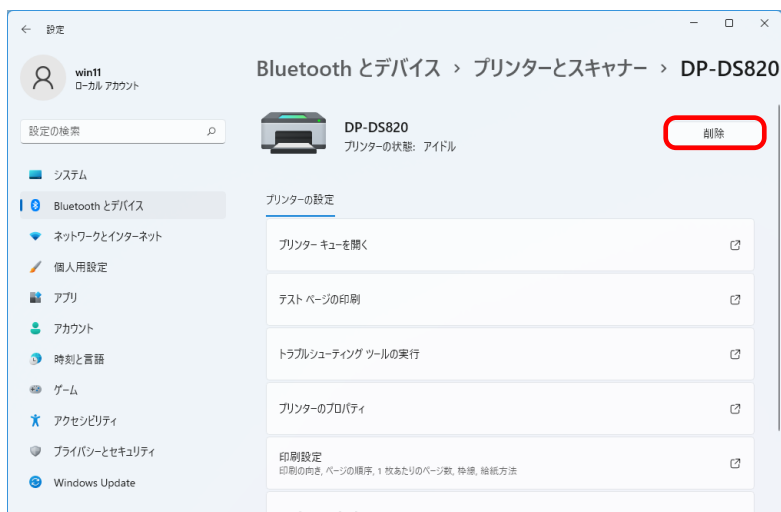 設定
win11
ローカル アカウント
設定の検索
システム
Bluetooth とデバイス
ネットワークとインターネット
個人用設定
アプリ
アカウント
時刻と言語
ゲーム
アクセシビリティ
プライバシーとセキュリティ
Windows Update
Bluetooth とデバイス › プリンターとスキャナー › DP-DS820
DP-DS820
プリンターの状態: アイドル
削除
プリンターの設定
プリンター キューを開く
テスト ページの印刷
トラブルシューティング ツールの実行
プリンターのプロパティ
印刷設定
印刷の向き, ページの順序, 1 枚あたりのページ数, 枠線, 給紙方法